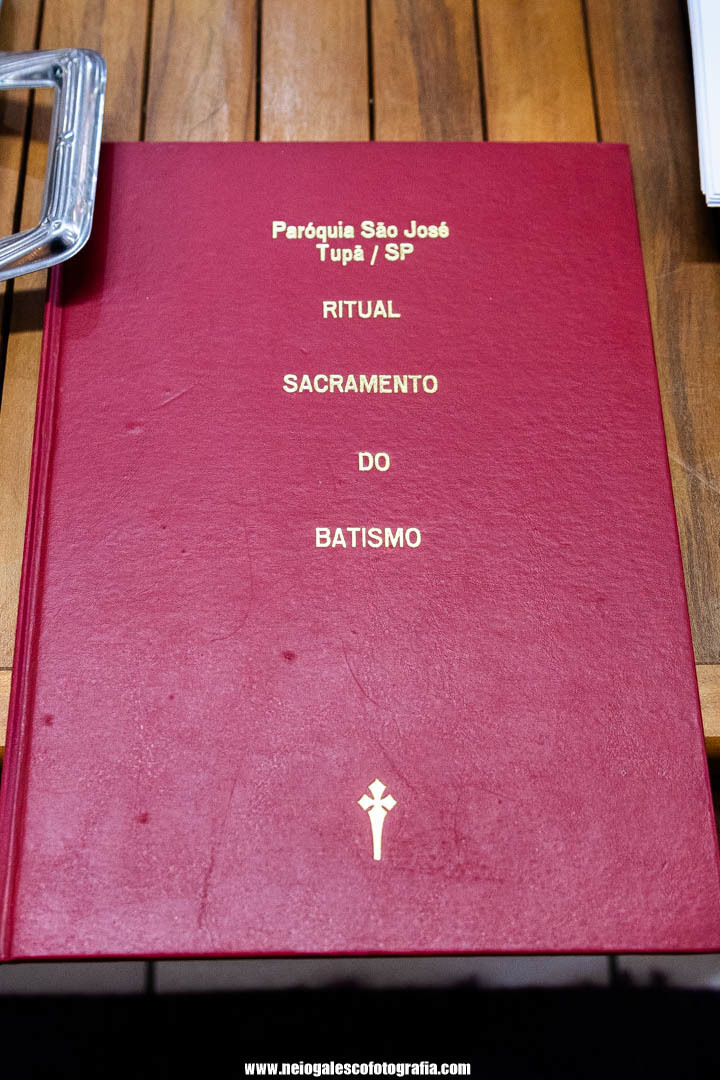 Paróquia São José
Tupã / SP
RITUAL
SACRAMENTO
DO
BATISMO
www.neiogalescofotografia.com